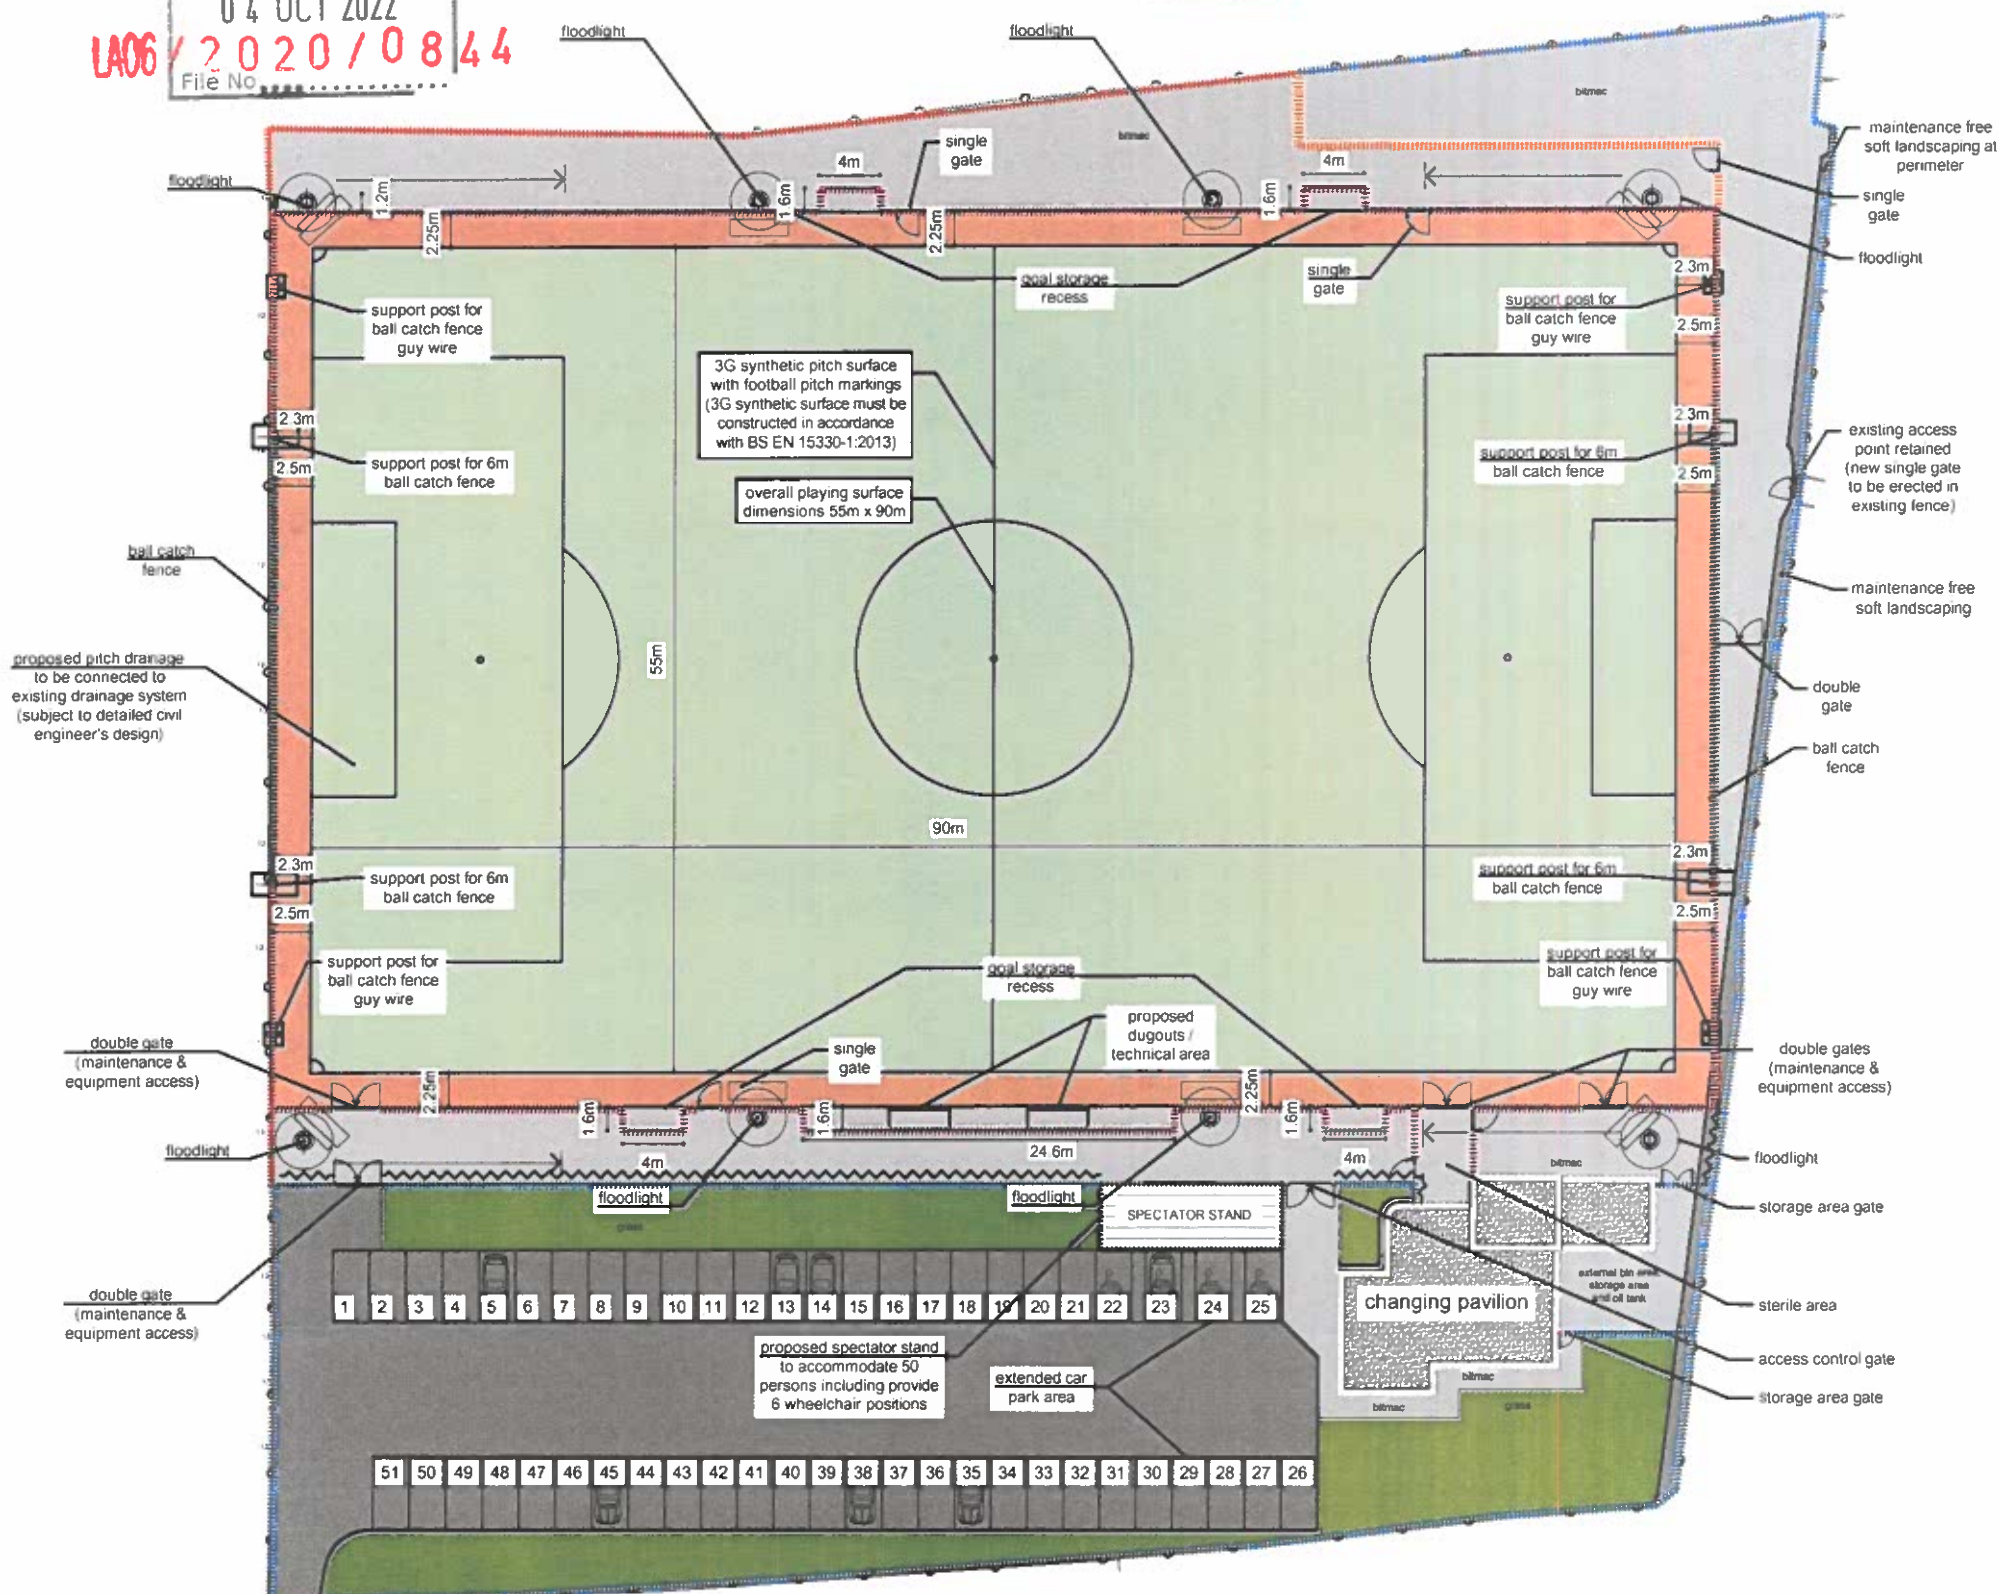 04 OCT 2022
LA06/2020/0844
File No
floodlight
floodlight
bitmac
bitmac
maintenance free
soft landscaping at
perimeter
single
gate
4m
4m
single
gate
floodlight
1.2m
1.6m
1.6m
2.25m
2.25m
floodlight
goal storage
recess
single
gate
2.3m
support post for
ball catch fence
guy wire
support post for
ball catch fence
guy wire
2.5m
3G synthetic pitch surface
with football pitch markings
(3G synthetic surface must be
constructed in accordance
with BS EN 15330-1:2013)
2.3m
2.3m
existing access
point retained
(new single gate
to be erected in
existing fence)
support post for 6m
ball catch fence
support post for 6m
ball catch fence
2.5m
2.5m
overall playing surface
dimensions 55m x 90m
ball catch
fence
maintenance free
soft landscaping
proposed pitch drainage
to be connected to
existing drainage system
(subject to detailed civil
engineer's design)
55m
double
gate
ball catch
fence
90m
2.3m
2.3m
support post for 6m
ball catch fence
support post for 6m
ball catch fence
2.5m
2.5m
support post for
ball catch fence
guy wire
goal storage
recess
support post for
ball catch fence
guy wire
proposed
dugouts /
technical area
double gate
(maintenance &
equipment access)
single
gate
double gates
(maintenance &
equipment access)
2.25m
2.25m
1.6m
1.6m
1.6m
floodlight
4m
24.6m
4m
bitmac
floodlight
floodlight
floodlight
SPECTATOR STAND
storage area gate
grass
double gate
(maintenance &
equipment access)
1 2 3 4 5 6 7 8 9 10 11 12 13 14 15 16 17 18 19 20 21 22 23 24 25
changing pavilion
external bin area
storage area
and oil tank
sterile area
proposed spectator stand
to accommodate 50
persons including provide
6 wheelchair positions
extended car
park area
access control gate
storage area gate
bitmac
bitmac
grass
51 50 49 48 47 46 45 44 43 42 41 40 39 38 37 36 35 34 33 32 31 30 29 28 27 26